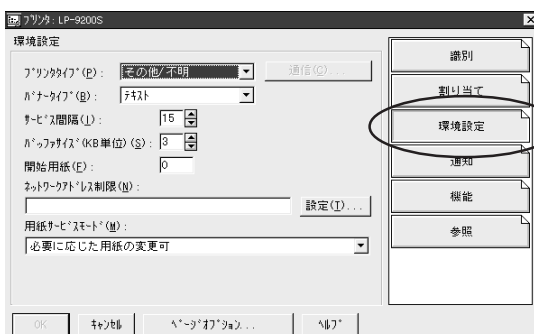 ﾌﾟﾘﾝﾀ: LP-9200S
環境設定
ﾌﾟﾘﾝﾀﾀｲﾌﾟ(P): その他/不明 通信(C)...
ﾊﾞﾅｰﾀｲﾌﾟ(B): ﾃｷｽﾄ
ｻｰﾋﾞｽ間隔(L): 15
ﾊﾞｯﾌｧｻｲｽﾞ(KB単位)(S): 3
開始用紙(F): 0
ﾈｯﾄﾜｰｸｱﾄﾞﾚｽ制限(N):
設定(I)...
用紙ｻｰﾋﾞｽﾓｰﾄﾞ(M):
必要に応じた用紙の変更可
識別
割り当て
環境設定
通知
機能
参照
OK ｷｬﾝｾﾙ ﾍﾟｰｼﾞｵﾌﾟｼｮﾝ... ﾍﾙﾌﾟ